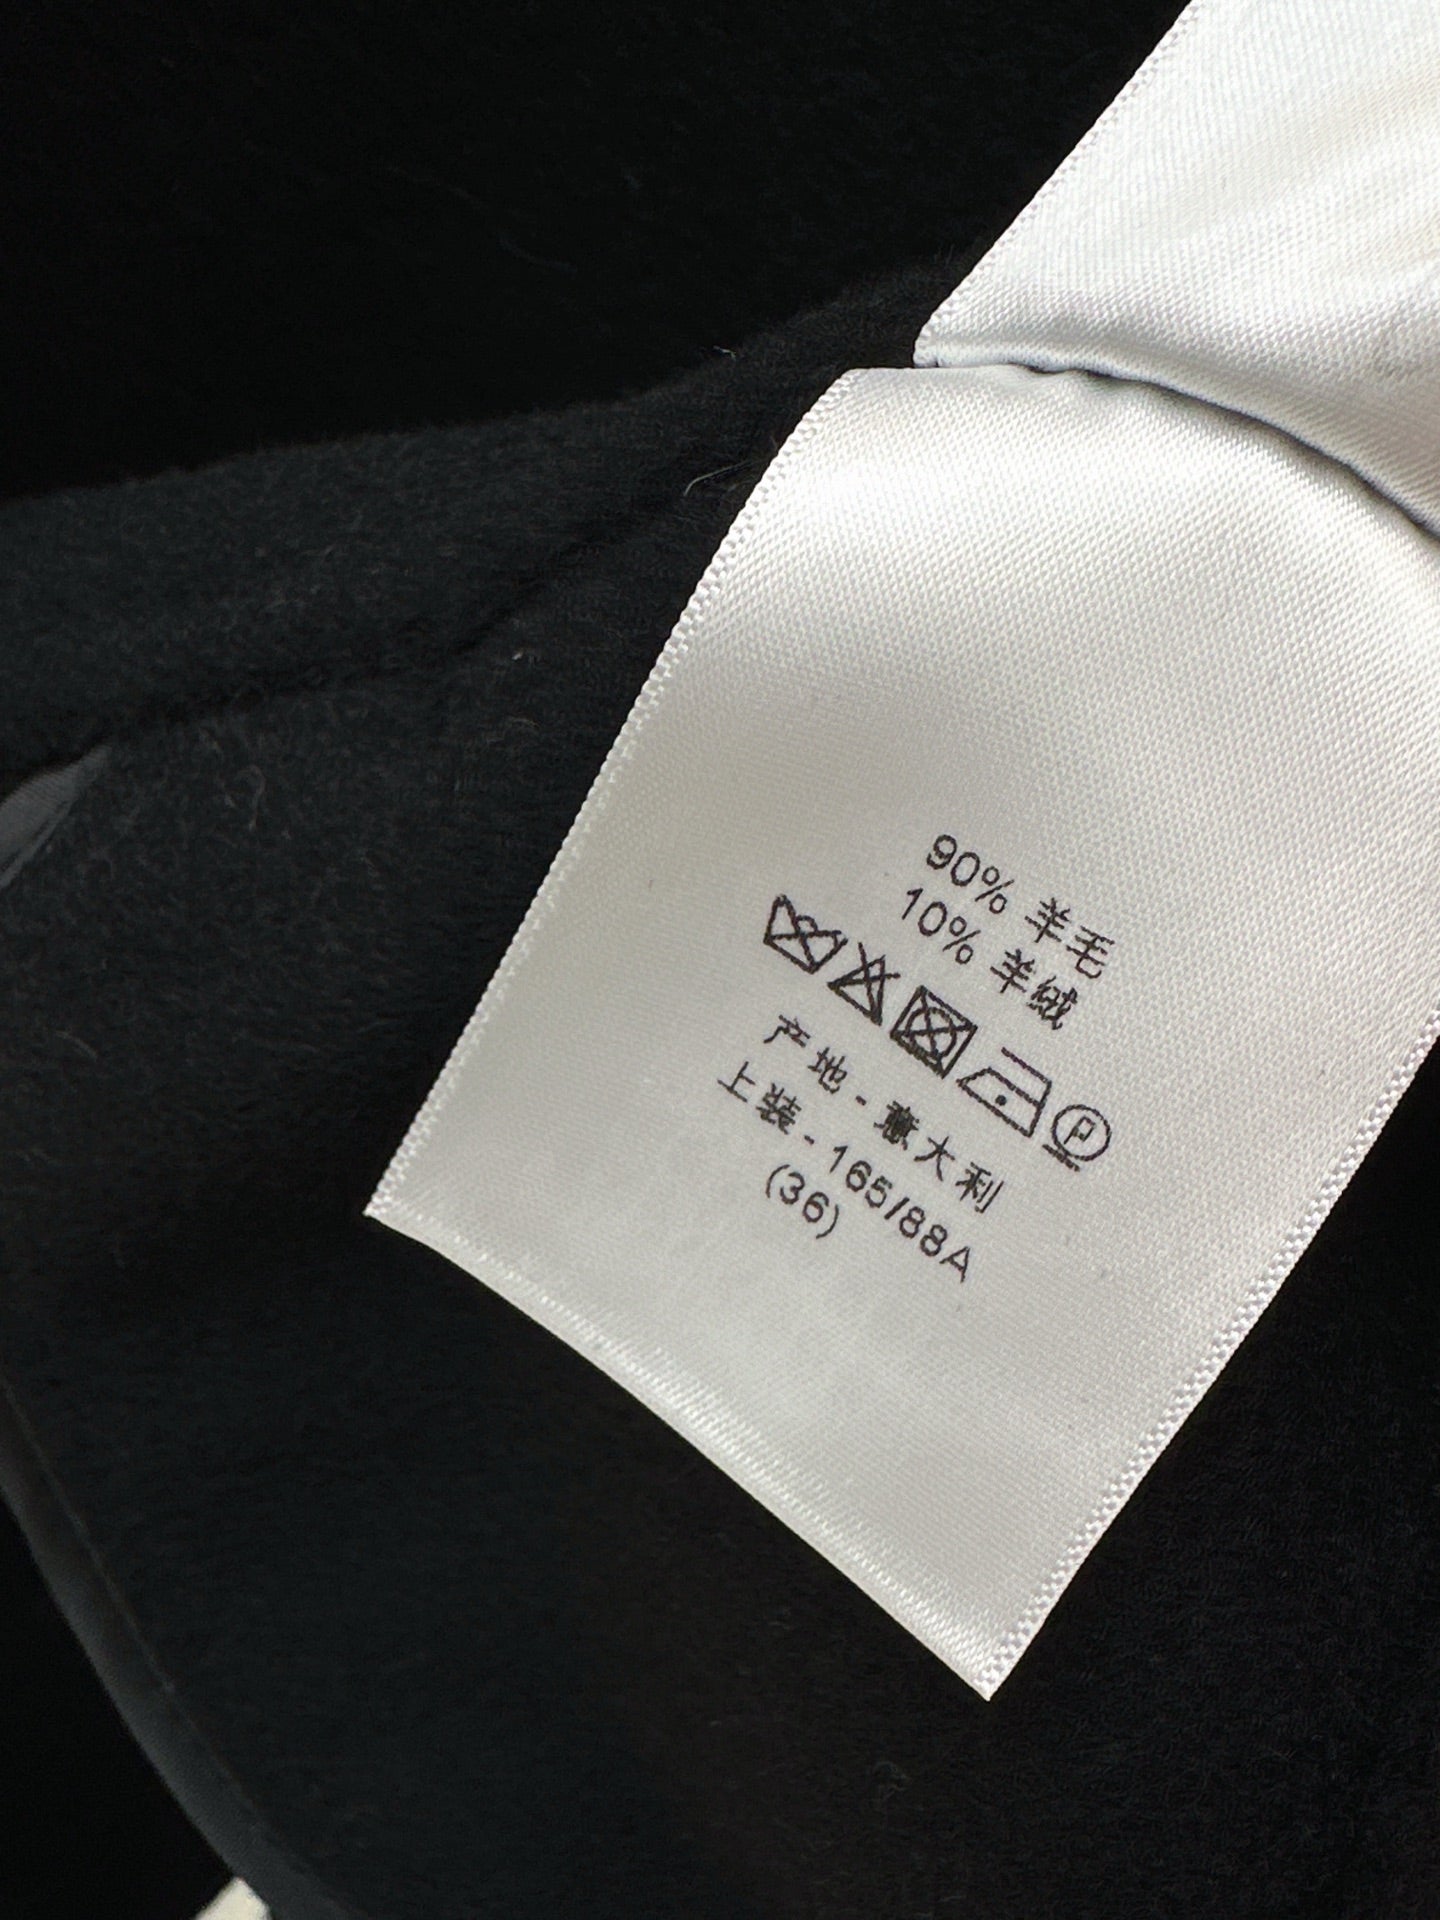 90% 羊毛
10% 羊绒
P
产地 - 意大利
上装 - 165/88A
(36)